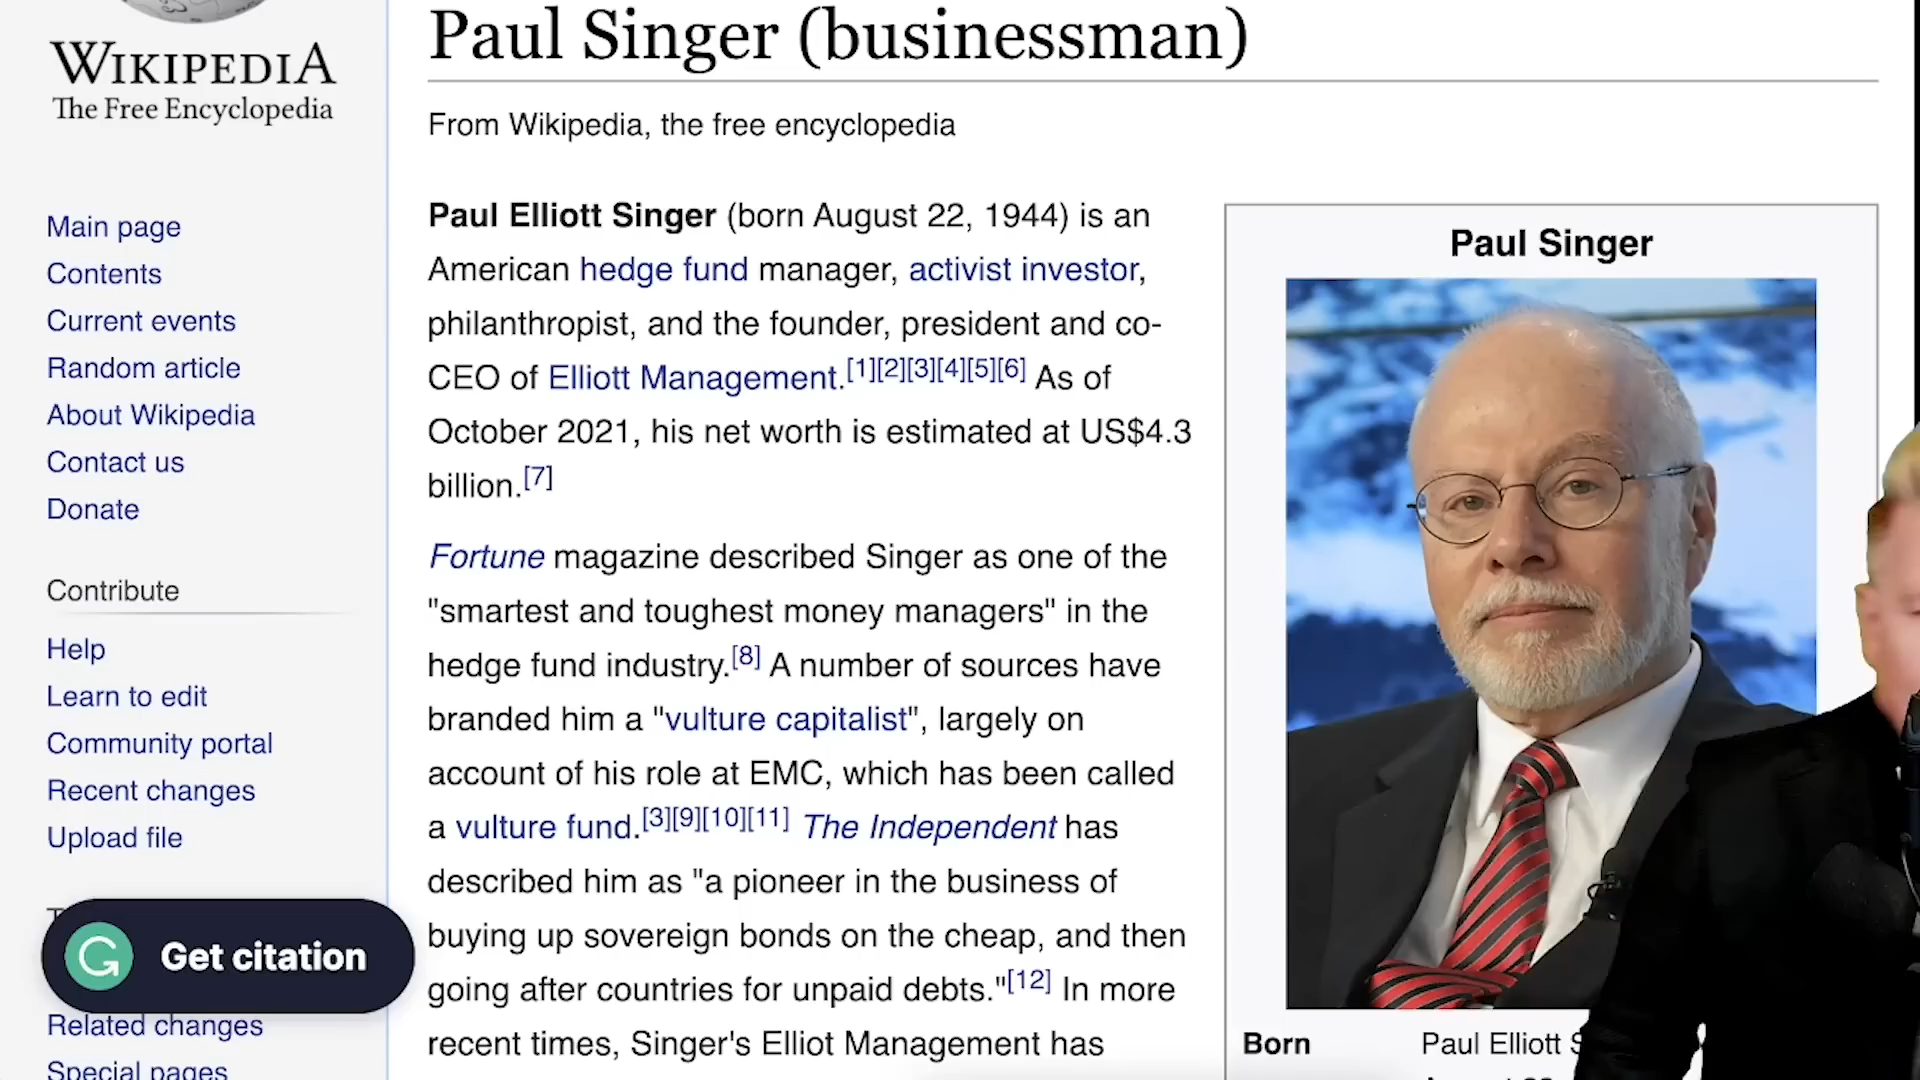 WIKIPEDIA
The Free Encyclopedia
Main page
Contents
Current events
Random article
About Wikipedia
Contact us
Donate
Contribute
Help
Learn to edit
Community portal
Recent changes
Upload file
Get citation
Related changes
Special pages
Paul Singer (businessman)
From Wikipedia, the free encyclopedia
Paul Elliott Singer (born August 22, 1944) is an
American hedge fund manager, activist investor,
philanthropist, and the founder, president and co-
CEO of Elliott Management.[1][2][3][4][5][6] As of
October 2021, his net worth is estimated at US$4.3
billion.[7]
Fortune magazine described Singer as one of the
"smartest and toughest money managers" in the
hedge fund industry.[8] A number of sources have
branded him a "vulture capitalist", largely on
account of his role at EMC, which has been called
a vulture fund.[3][9][10][11] The Independent has
described him as "a pioneer in the business of
buying up sovereign bonds on the cheap, and then
going after countries for unpaid debts."[12] In more
recent times, Singer's Elliot Management has
Paul Singer
Born Paul Elliott